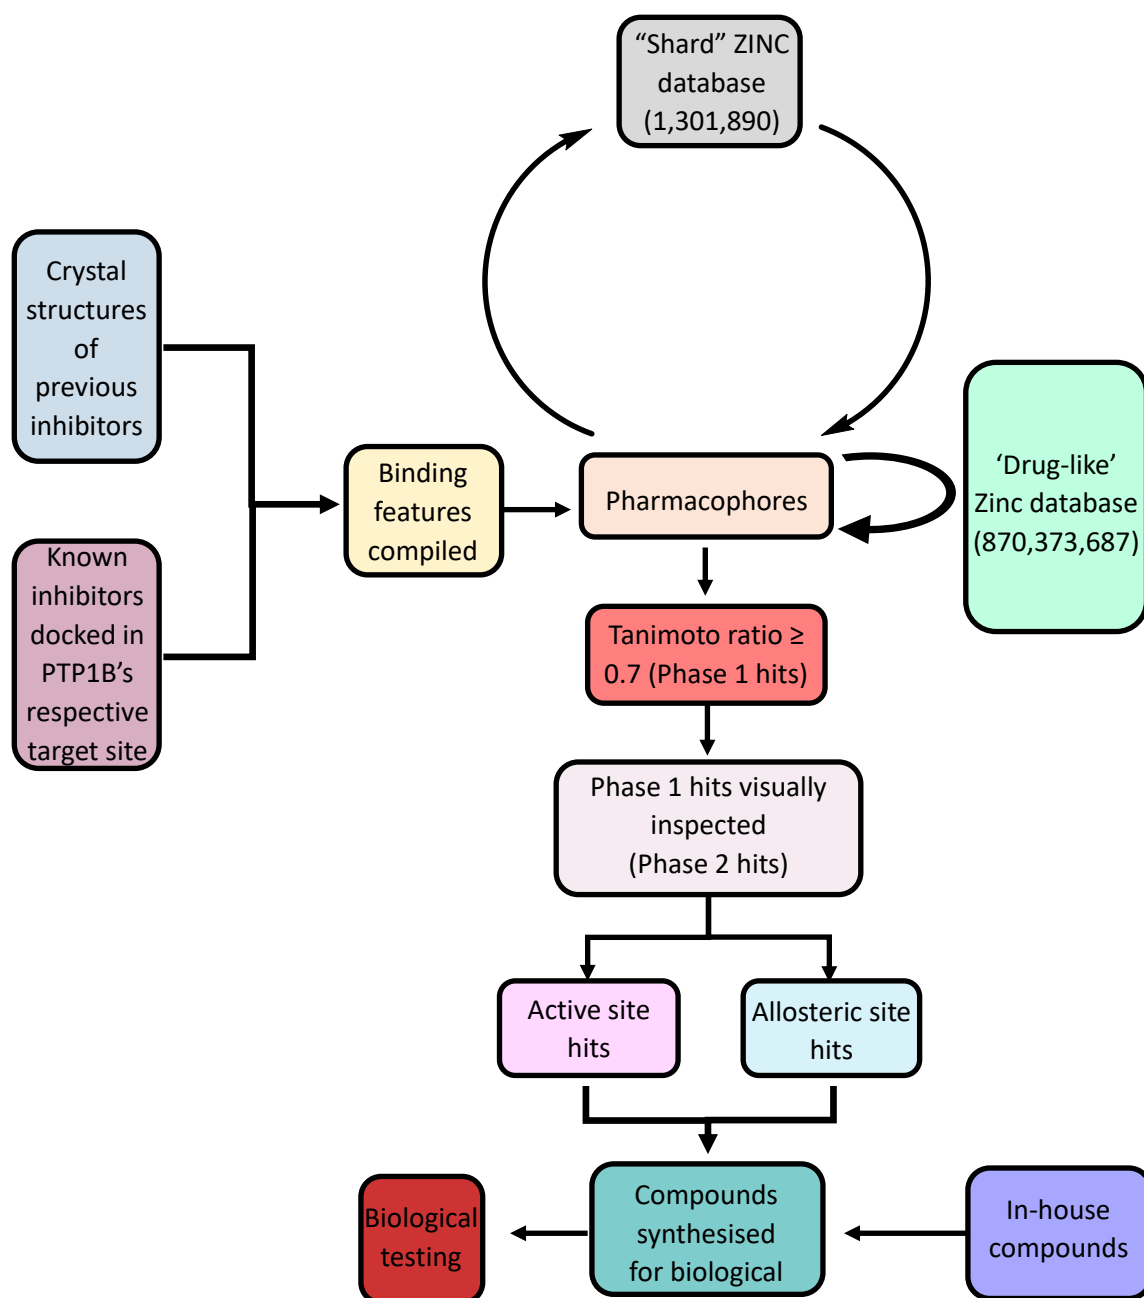 “Shard” ZINC
database
(1,301,890)
Crystal
structures
of
previous
inhibitors
Known
inhibitors
docked in
PTP1B’s
respective
target site
Binding
features
compiled
Pharmacophores
‘Drug-like’
Zinc database
(870,373,687)
Tanimoto ratio ≥
0.7 (Phase 1 hits)
Phase 1 hits visually
inspected
(Phase 2 hits)
Active site
hits
Allosteric site
hits
Biological
testing
Compounds
synthesised
for biological
In-house
compounds